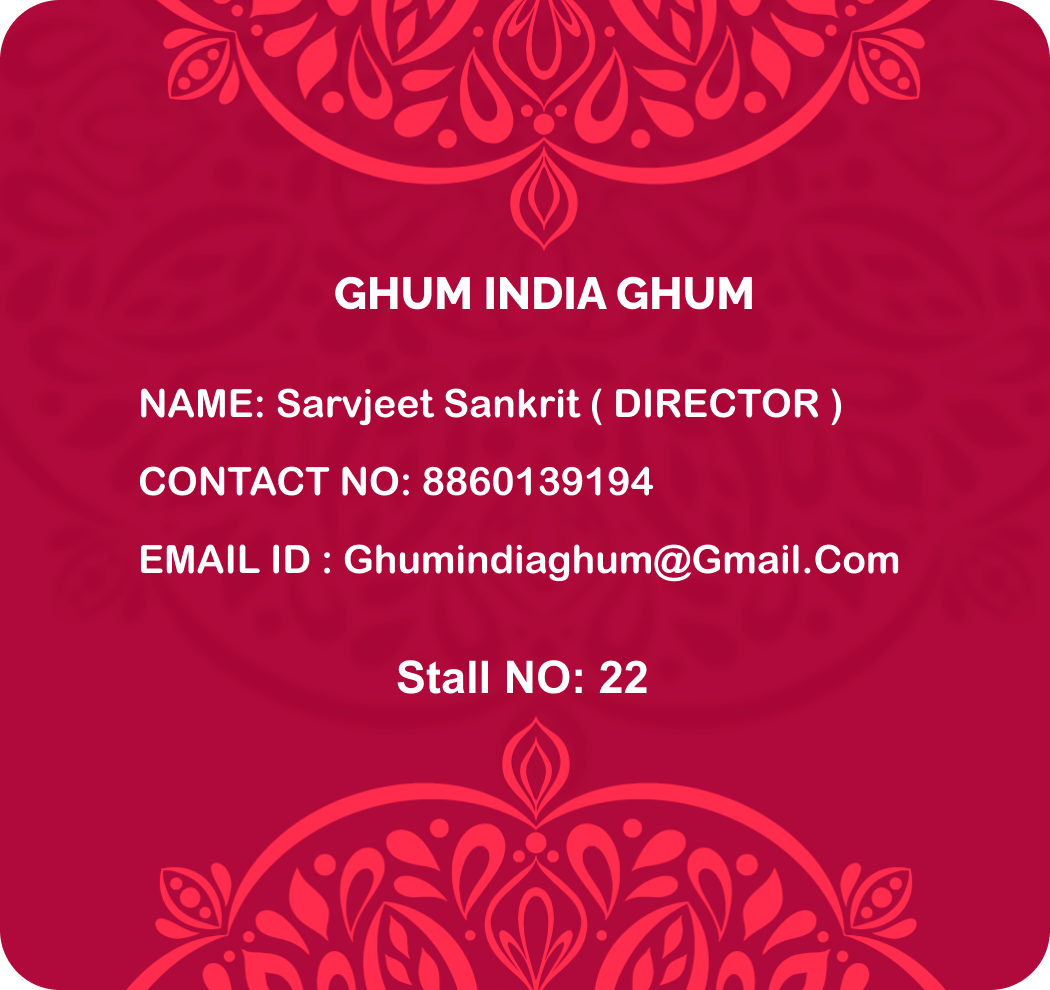 GHUM INDIA GHUM
NAME: Sarvjeet Sankrit ( DIRECTOR )
CONTACT NO: 8860139194
EMAIL ID : Ghumindiaghum@Gmail.Com
Stall NO: 22